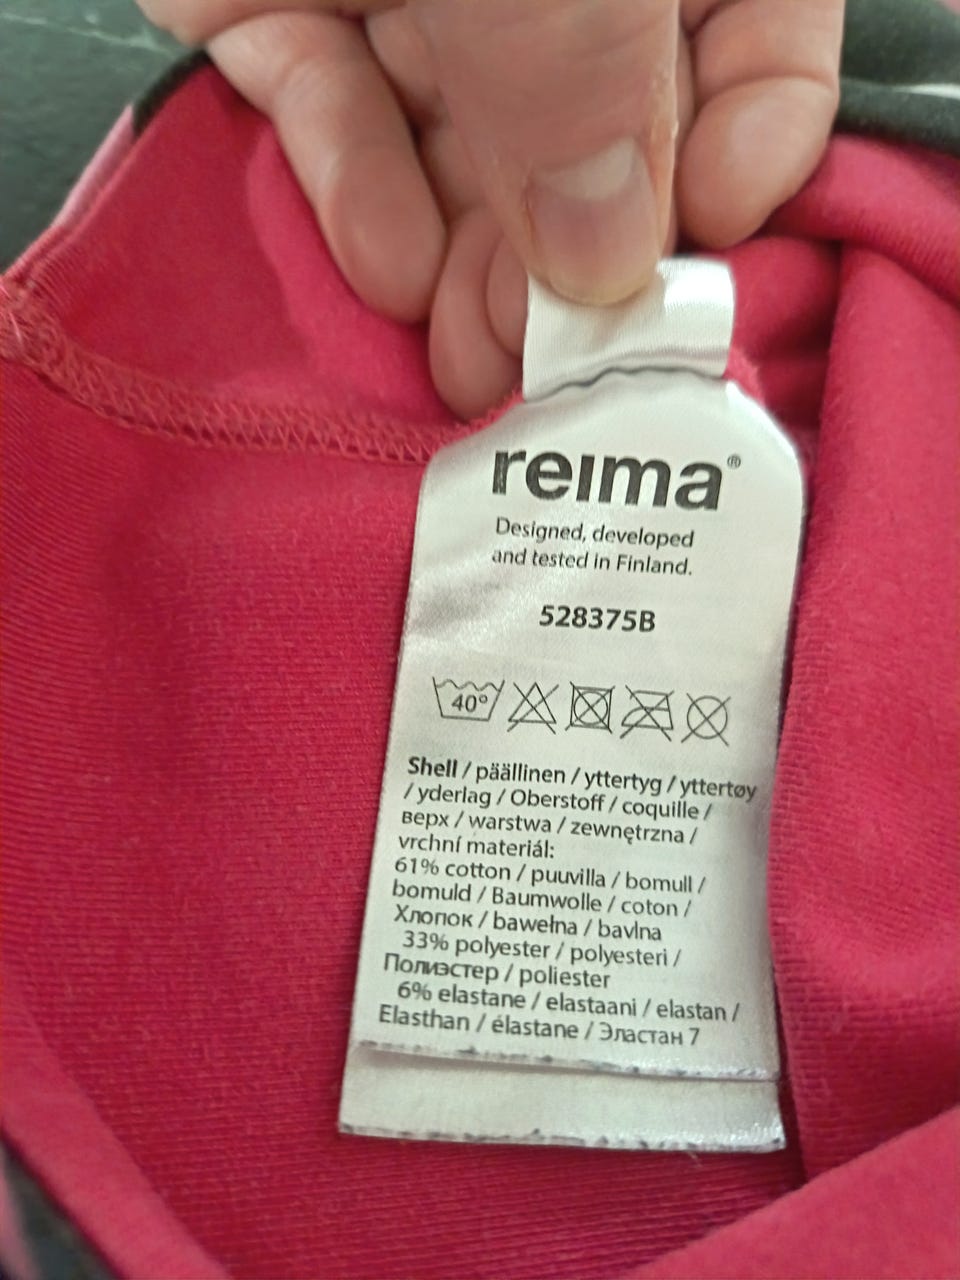 reima®
Designed, developed
and tested in Finland.
528375B
40°
Shell / päällinen / yttertyg / yttertøy
/ yderlag / Oberstoff / coquille /
верх / warstwa / zewnętrzna /
vrchní materiál:
61% cotton / puuvilla / bomull /
bomuld / Baumwolle / coton /
Хлопок / bawełna / bavlna
33% polyester / polyesteri /
Полиэстер / poliester
6% elastane / elastaani / elastan /
Elasthan / élastane / Эластан 7